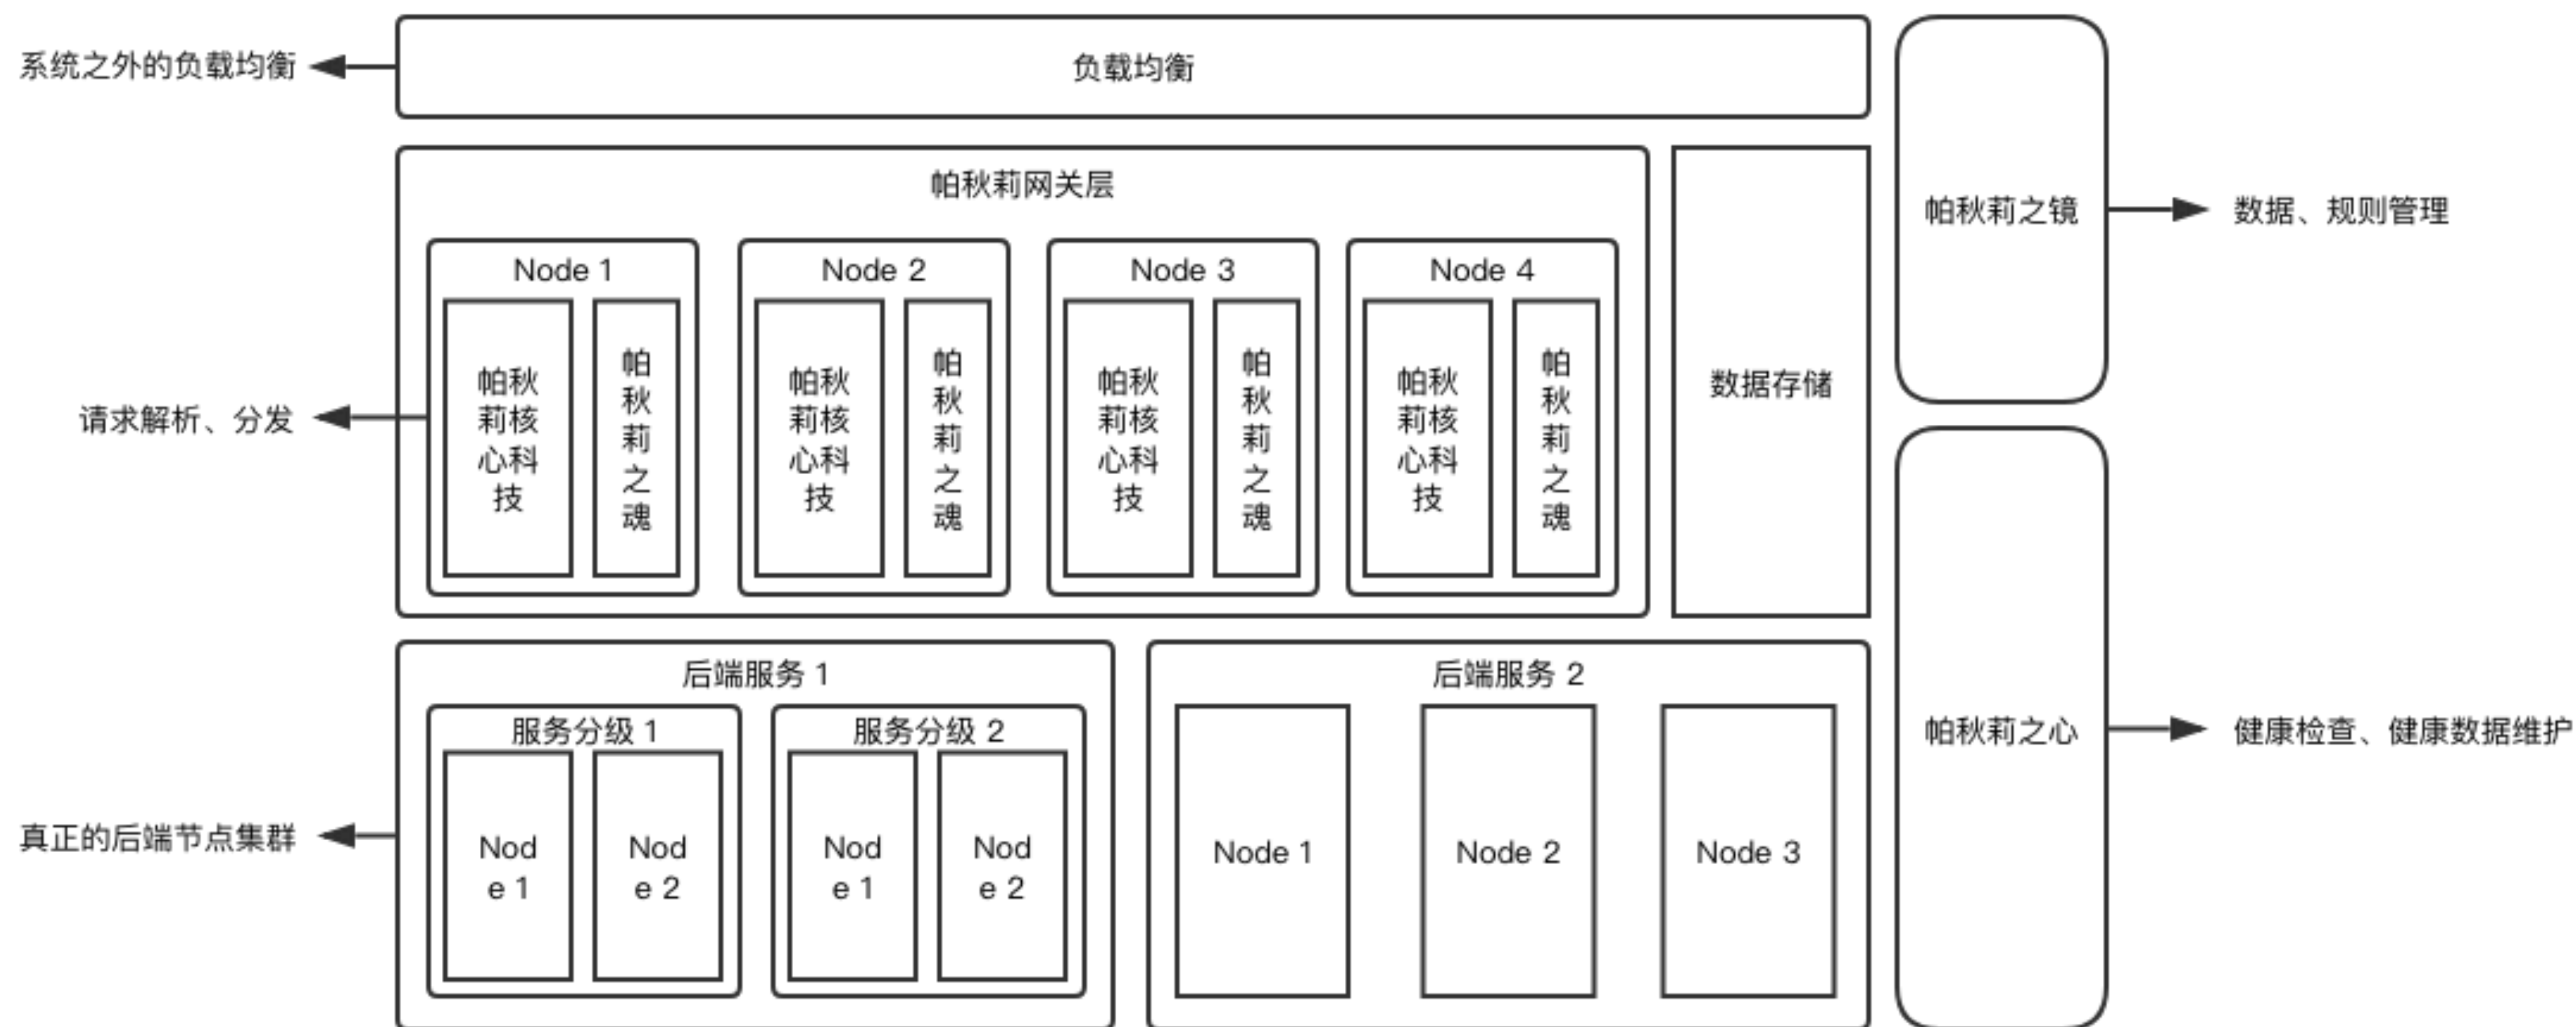 系统之外的负载均衡
负载均衡
帕秋莉网关层
Node 1
帕秋
莉核
心科
技
帕
秋
莉
之
魂
Node 2
帕秋
莉核
心科
技
帕
秋
莉
之
魂
Node 3
帕秋
莉核
心科
技
帕
秋
莉
之
魂
Node 4
帕秋
莉核
心科
技
帕
秋
莉
之
魂
请求解析、分发
数据存储
帕秋莉之镜
数据、规则管理
后端服务 1
服务分级 1
Nod
e 1
Nod
e 2
服务分级 2
Nod
e 1
Nod
e 2
真正的后端节点集群
后端服务 2
Node 1
Node 2
Node 3
帕秋莉之心
健康检查、健康数据维护